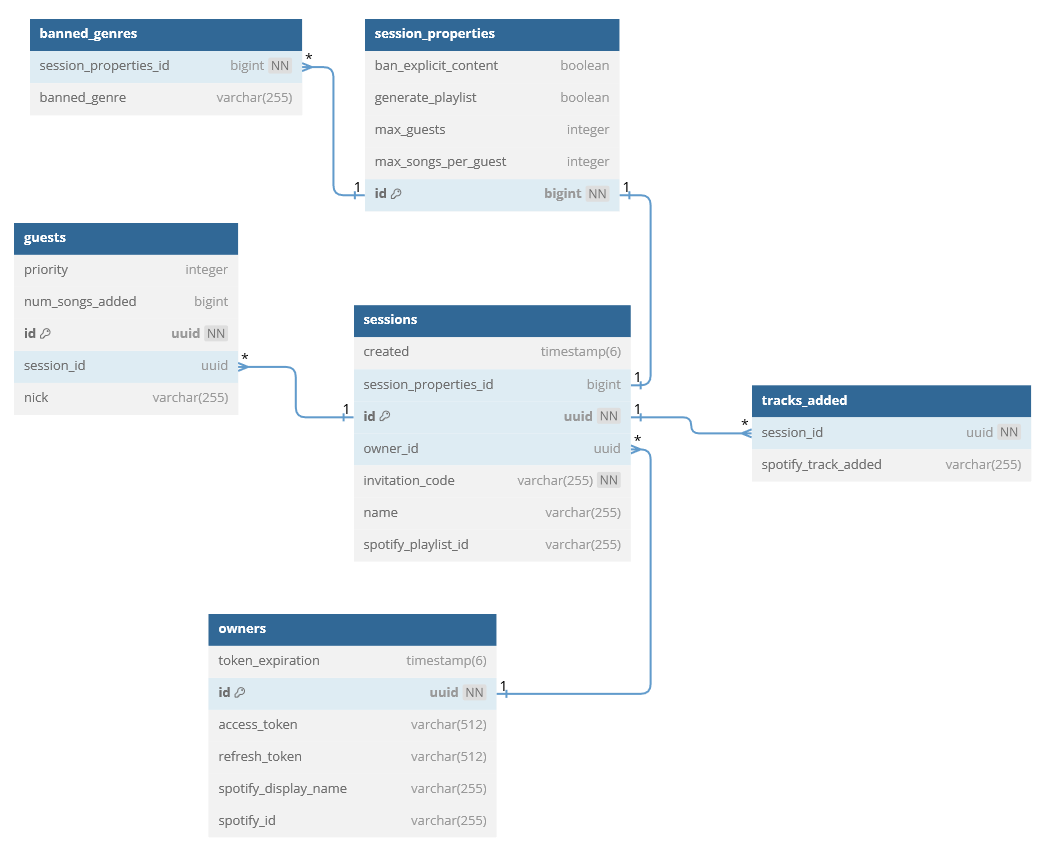 banned_genres
session_properties_id bigint NN
banned_genre varchar(255)
*
1
session_properties
ban_explicit_content boolean
generate_playlist boolean
max_guests integer
max_songs_per_guest integer
id bigint NN
1
guests
priority integer
num_songs_added bigint
id uuid NN
session_id uuid
nick varchar(255)
*
1
sessions
created timestamp(6)
session_properties_id bigint
id uuid NN
owner_id uuid
invitation_code varchar(255) NN
name varchar(255)
spotify_playlist_id varchar(255)
1
1
*
*
tracks_added
session_id uuid NN
spotify_track_added varchar(255)
owners
token_expiration timestamp(6)
id uuid NN
access_token varchar(512)
refresh_token varchar(512)
spotify_display_name varchar(255)
spotify_id varchar(255)
1